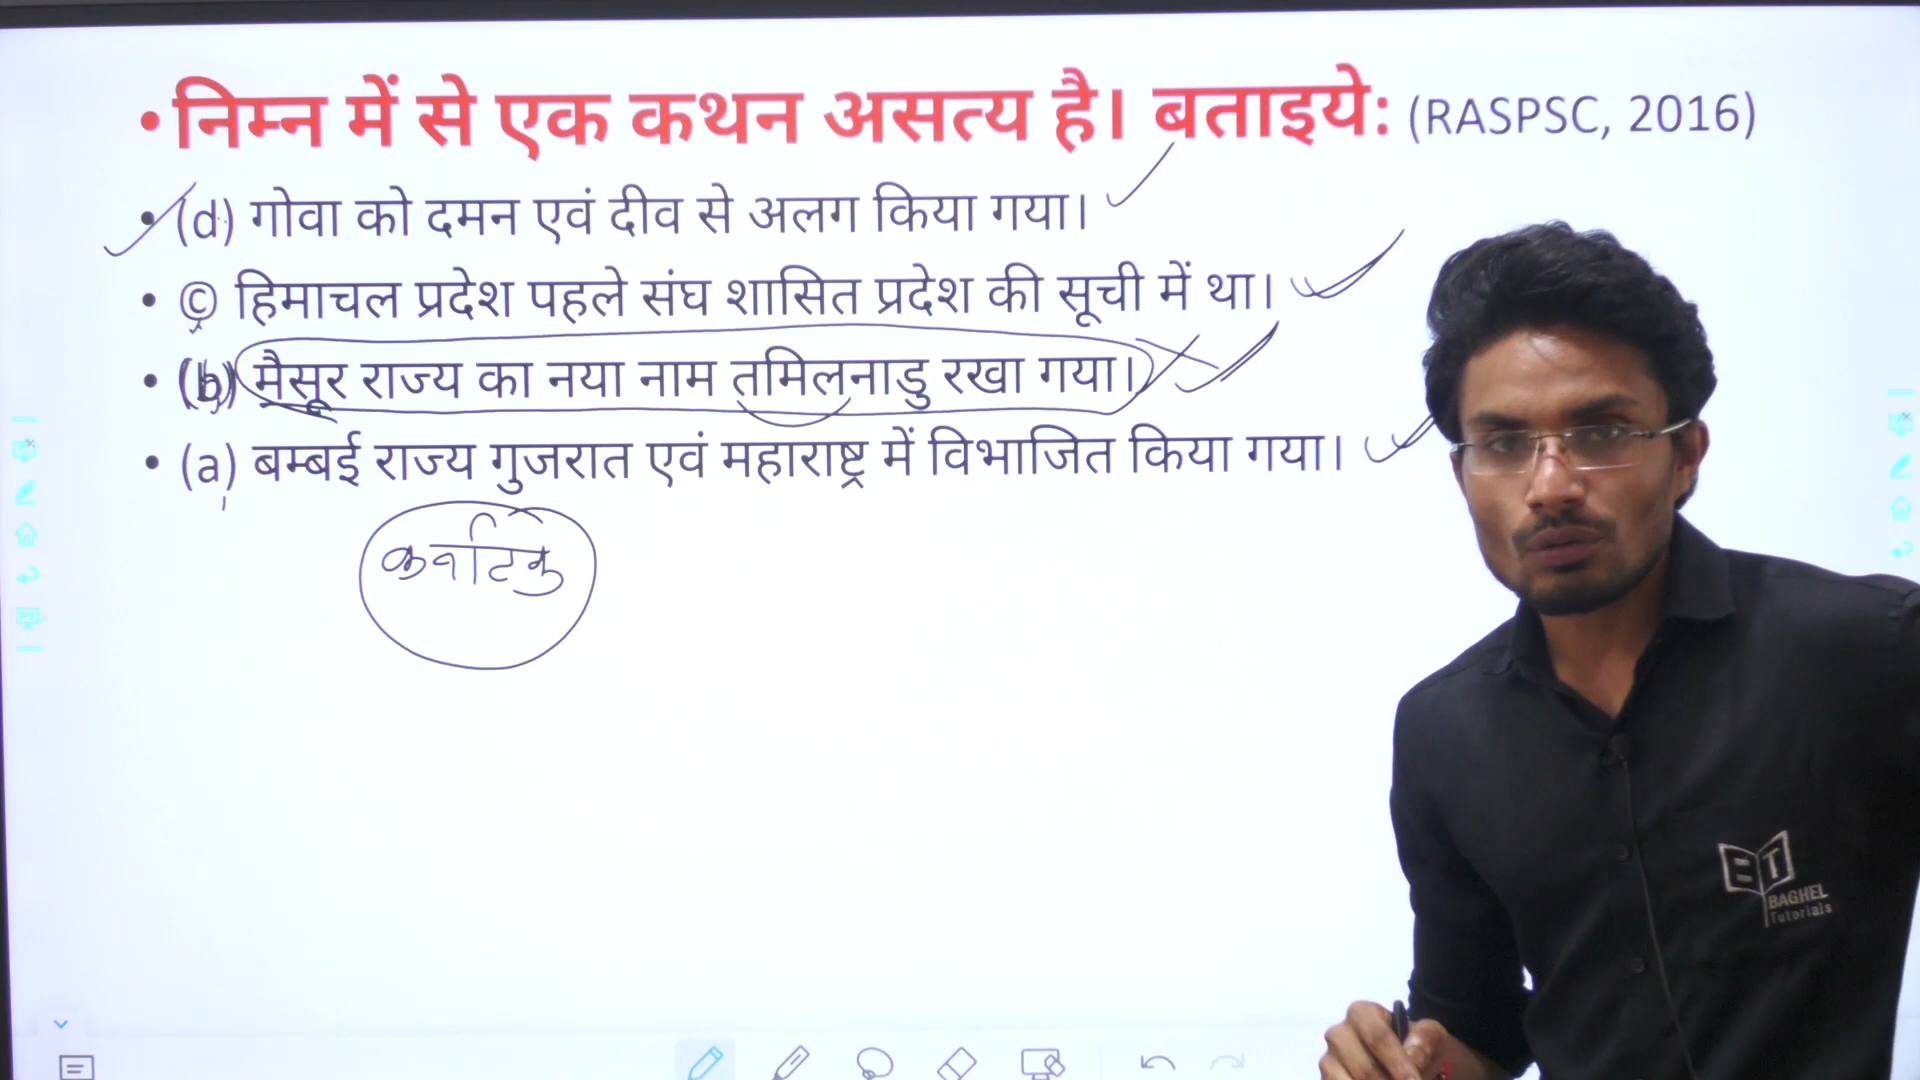 • निम्न में से एक कथन असत्य है। बताइये: (RASPSC, 2016)
• (d) गोवा को दमन एवं दीव से अलग किया गया।
• © हिमाचल प्रदेश पहले संघ शासित प्रदेश की सूची में था।
• (b) मैसूर राज्य का नया नाम तमिलनाडु रखा गया।
• (a) बम्बई राज्य गुजरात एवं महाराष्ट्र में विभाजित किया गया।
कर्नाटक
BT
BAGHEL
Tutorials